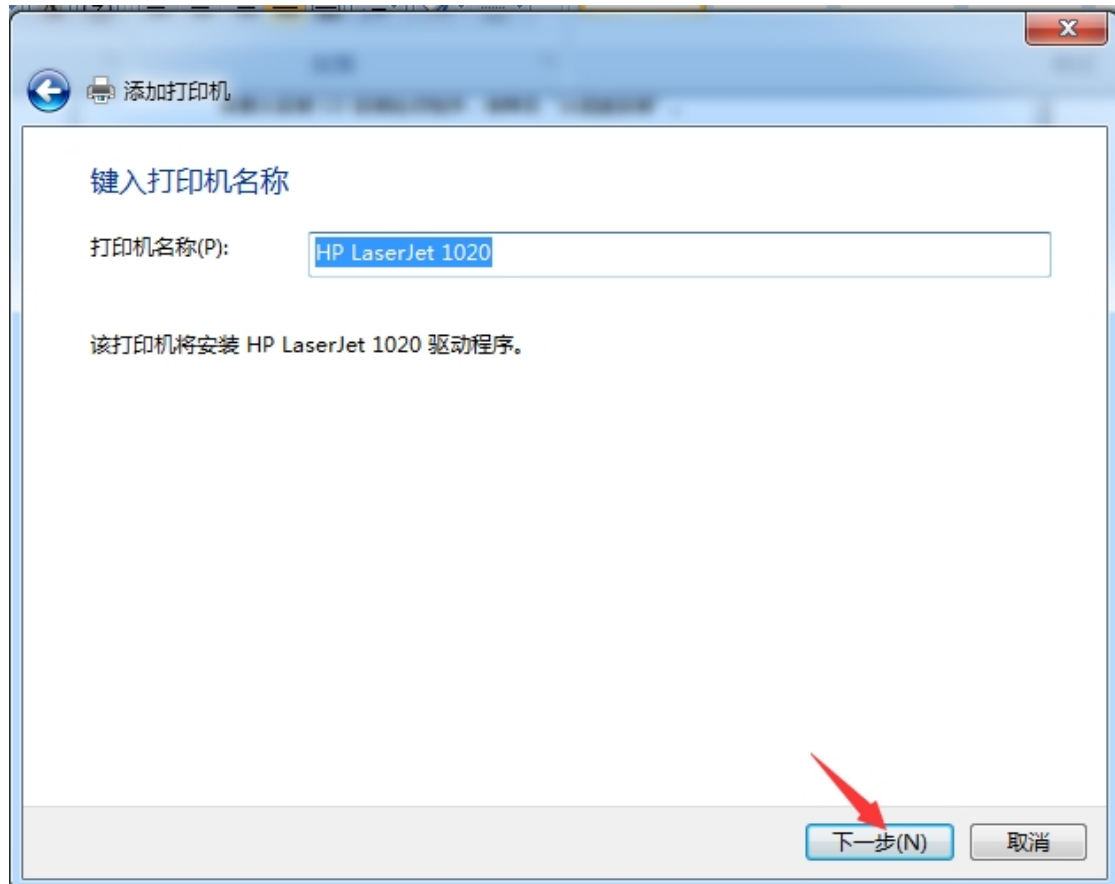 添加打印机
键入打印机名称
打印机名称(P):
HP LaserJet 1020
该打印机将安装 HP LaserJet 1020 驱动程序。
下一步(N)
取消